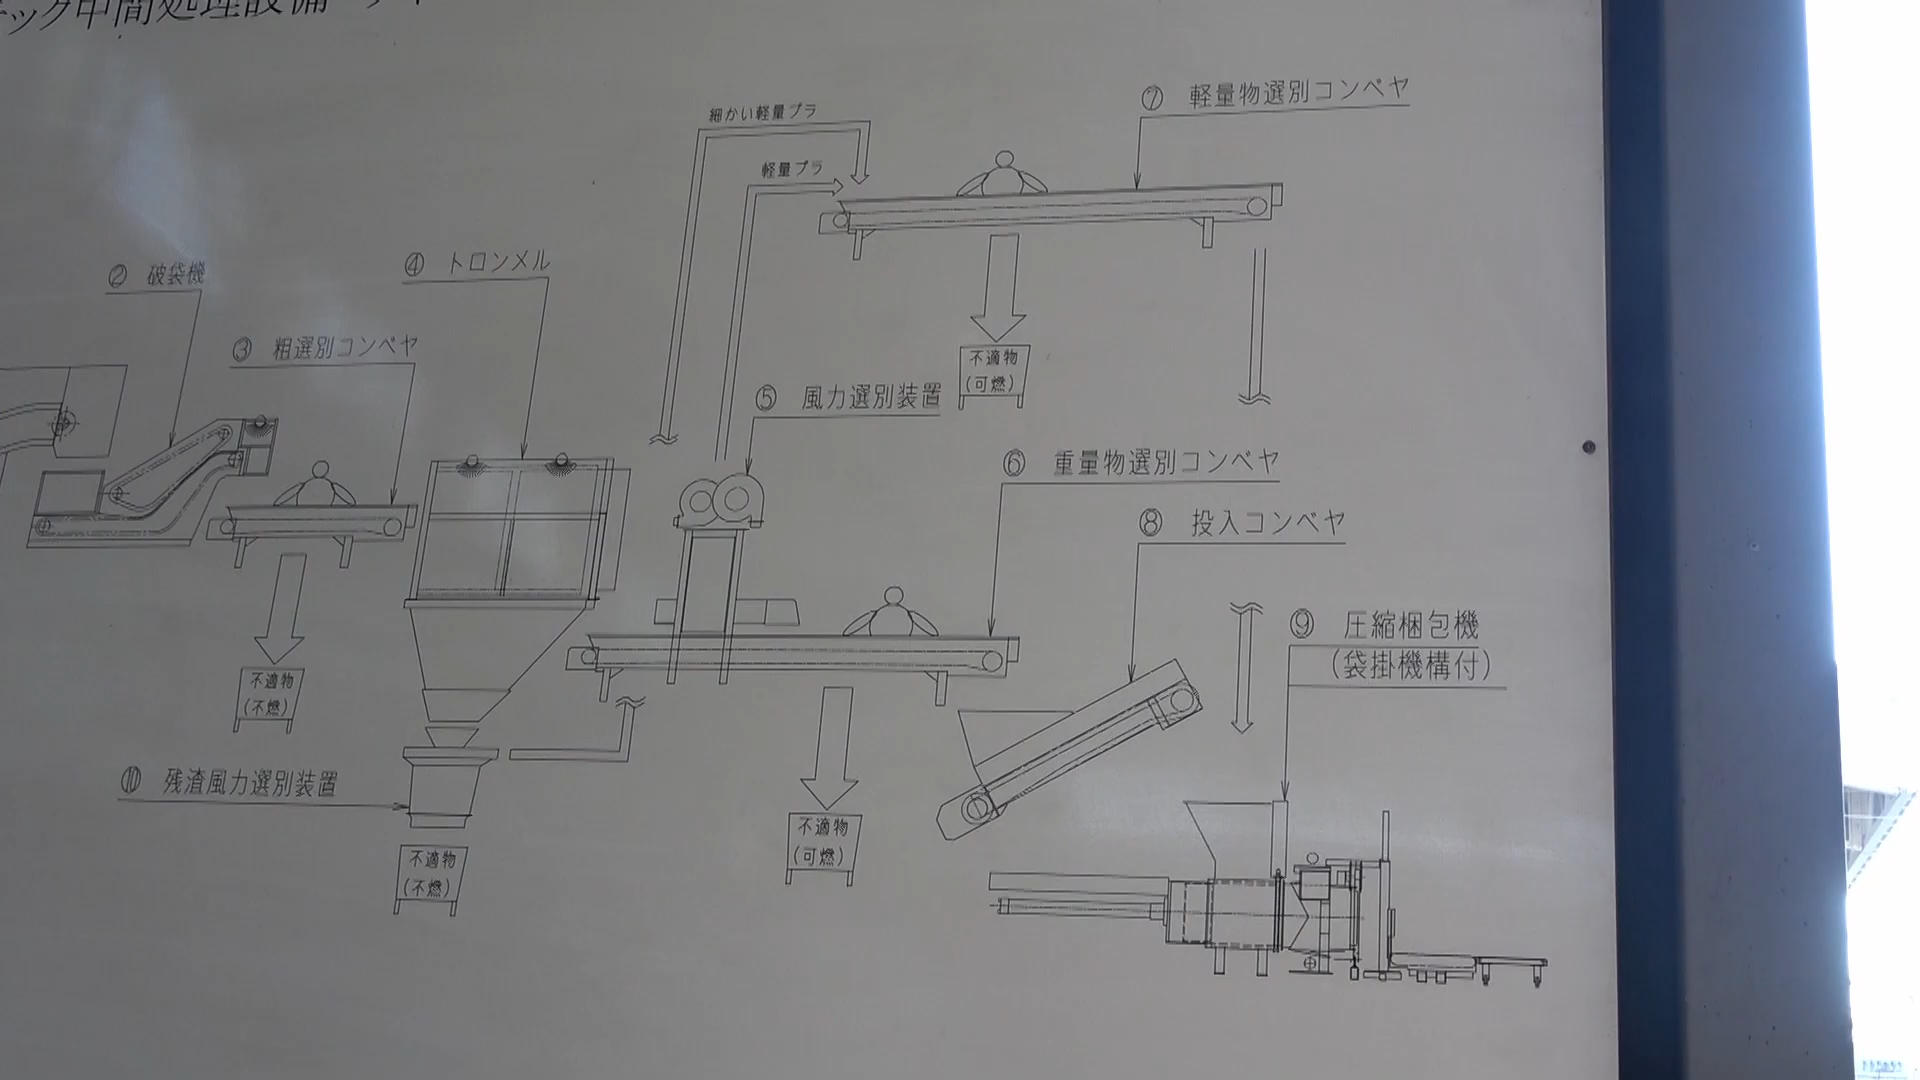 ック中間処理設備
⑦ 軽量物選別コンベヤ
細かい軽量プラ
軽量プラ
② 破袋機
④ トロンメル
③ 粗選別コンベヤ
不適物
(可燃)
⑤ 風力選別装置
⑥ 重量物選別コンベヤ
⑧ 投入コンベヤ
⑨ 圧縮梱包機
(袋掛機構付)
不適物
(不燃)
⑩ 残渣風力選別装置
不適物
(可燃)
不適物
(不燃)